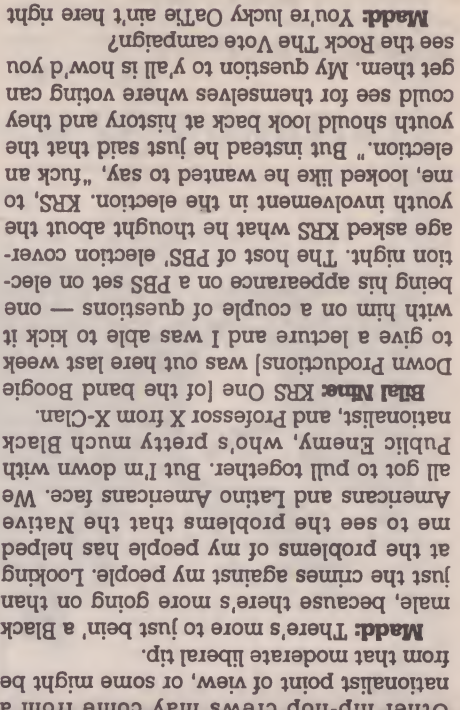 Other hip-hop crews may come from a
nationalist point of view, or some might be
from that moderate liberal tip.
Madd: There's more to just bein' a Black
male, because there's more going on than
just the crimes against my people. Looking
at the problems of my people has helped
me to see the problems that the Native
Americans and Latino Americans face. We
all got to pull together. But I'm down with
Public Enemy, who's pretty much Black
nationalist, and Professor X from X-Clan.
Bilal Nine: KRS One [of the band Boogie
Down Productions] was out here last week
to give a lecture and I was able to kick it
with him on a couple of questions — one
being his appearance on a PBS set on elec-
tion night. The host of PBS' election cover-
age asked KRS what he thought about the
youth involvement in the election. KRS, to
me, looked like he wanted to say, "fuck an
election." But instead he just said that the
youth should look back at history and they
could see for themselves where voting can
get them. My question to y'all is how'd you
see the Rock The Vote campaign?
Madd: You're lucky OaTie ain't here right